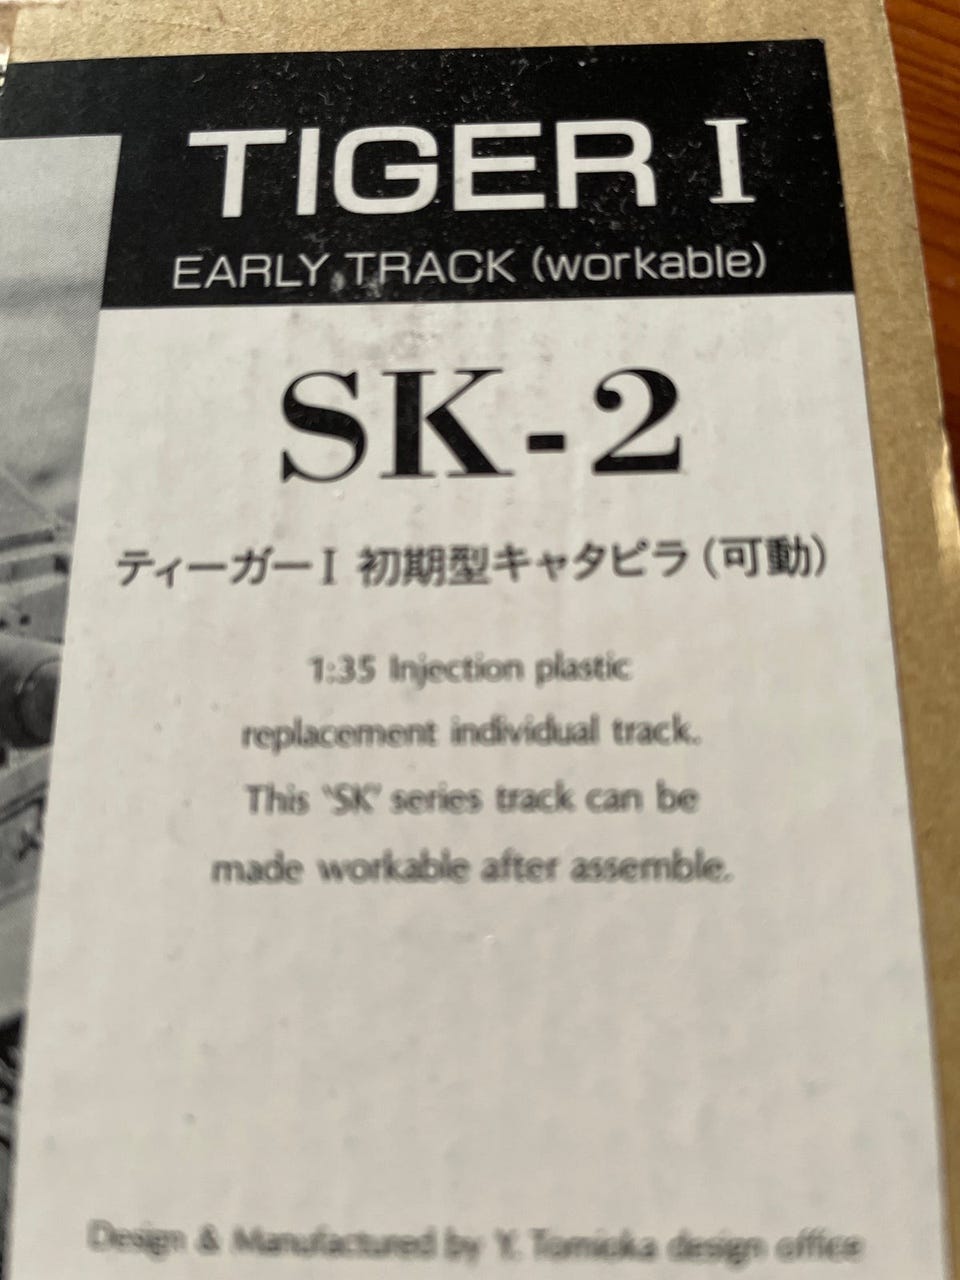 TIGER I
EARLY TRACK (workable)
SK-2
ティーガーI 初期型キャタピラ(可動)
1:35 Injection plastic
replacement individual track.
This "SK" series track can be
made workable after assemble.
Design & Manufactured by Y. Tomioka design office